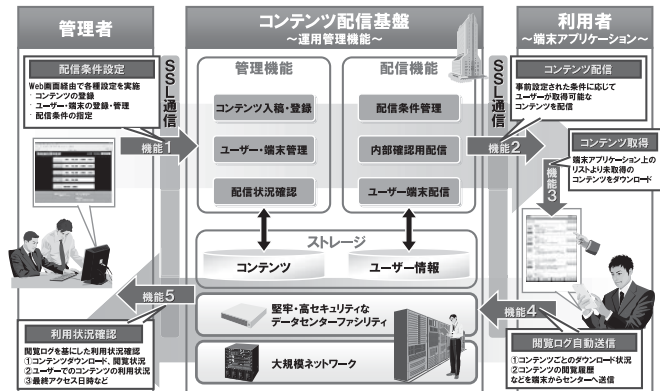 管理者
配信条件設定
Web画面経由で各種設定を実施
・コンテンツの登録
・ユーザー・端末の登録・管理
・配信条件の指定
機能1
SSL通信
コンテンツ配信基盤
～運用管理機能～
管理機能
コンテンツ入稿・登録
ユーザー・端末管理
配信状況確認
配信機能
配信条件管理
内部確認用配信
ユーザー端末配信
ストレージ
コンテンツ
ユーザー情報
堅牢・高セキュリティな
データセンターファシリティ
大規模ネットワーク
SSL通信
機能2
利用者
～端末アプリケーション～
コンテンツ配信
事前設定された条件に応じて
ユーザーが取得可能な
コンテンツを配信
コンテンツ取得
端末アプリケーション上の
リストより未取得の
コンテンツをダウンロード
機能3
機能4
閲覧ログ自動送信
①コンテンツごとのダウンロード状況
②コンテンツの閲覧履歴
などを端末からセンターへ送信
機能5
利用状況確認
閲覧ログを基にした利用状況確認
①コンテンツダウンロード、閲覧状況
②ユーザーでのコンテンツの利用状況
③最終アクセス日時など